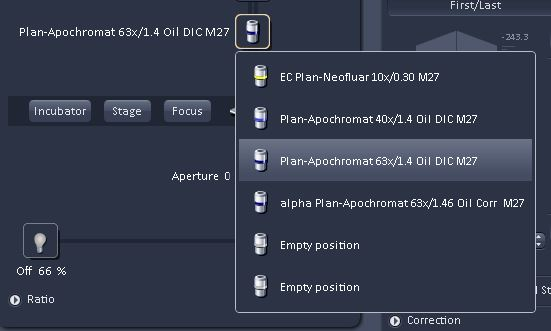 First/Last
Plan-Apochromat 63x/1.4 Oil DIC M27
-243.3
EC Plan-Neofluar 10x/0.30 M27
Incubator Stage Focus
Plan-Apochromat 40x/1.4 Oil DIC M27
Plan-Apochromat 63x/1.4 Oil DIC M27
Aperture 0
alpha Plan-Apochromat 63x/1.46 Oil Corr M27
Empty position
Off 66 %
Empty position
Ratio
Correction